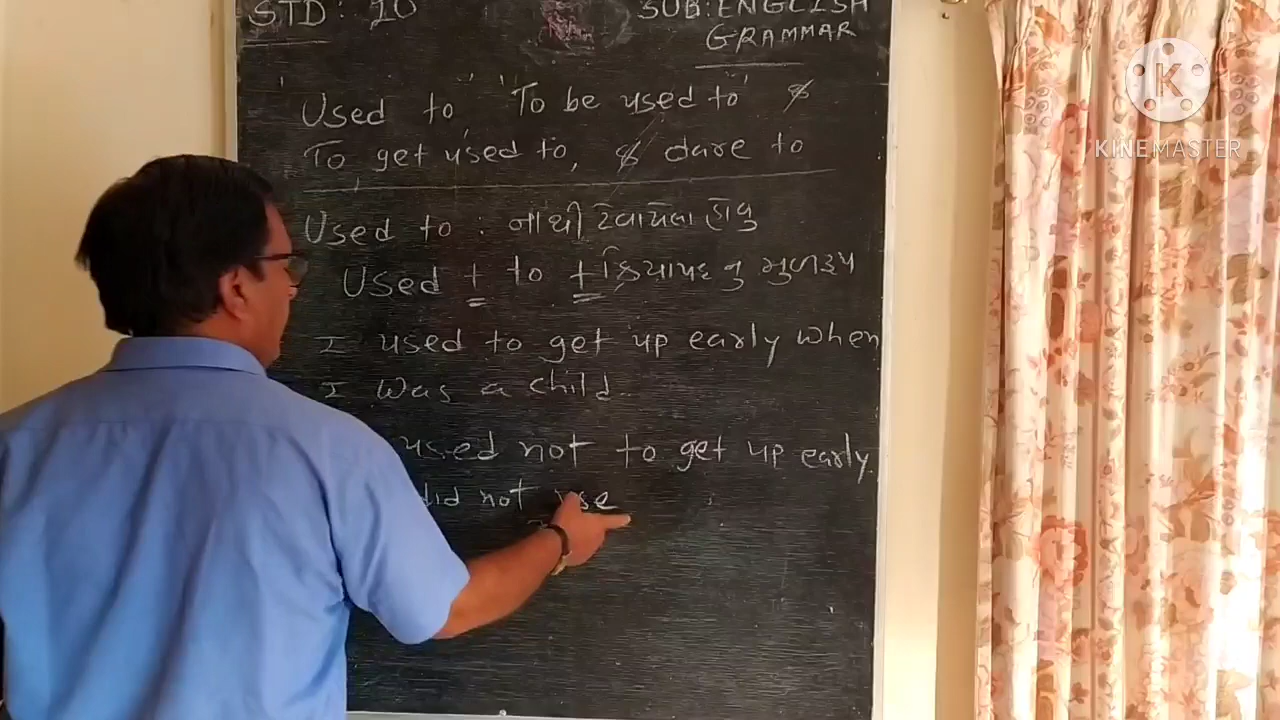 STD: 10
SUB: ENGLISH
GRAMMAR
Used to, "To be used to" &
To get used to, & dare to
Used to : નાથી ટેવાયેલા હોવુ
Used + to + ક્રિયાપદ નુ મુળરૂપ
I used to get up early when
I was a child.
used not to get up early.
did not use
K
KINEMASTER